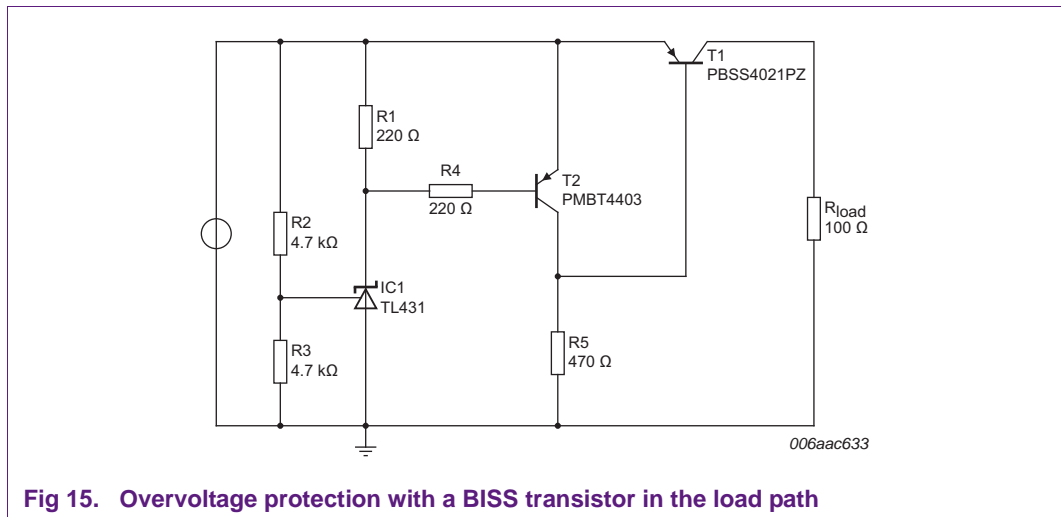 T1
PBSS4021PZ
R1
220 Ω
R4
220 Ω
T2
PMBT4403
Rload
100 Ω
R2
4.7 kΩ
IC1
TL431
R3
4.7 kΩ
R5
470 Ω
006aac633
Fig 15. Overvoltage protection with a BISS transistor in the load path